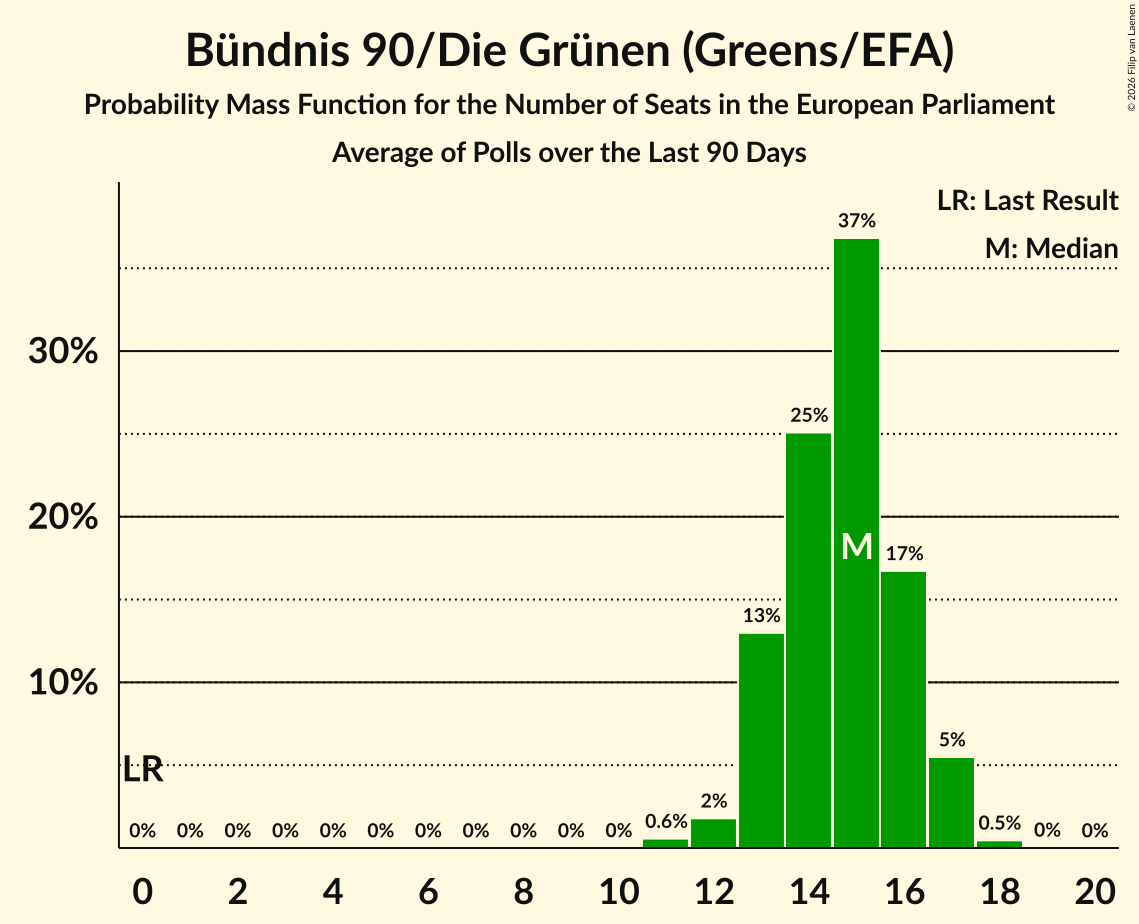 Bündnis 90/Die Grünen (Greens/EFA)
Probability Mass Function for the Number of Seats in the European Parliament
Average of Polls over the Last 90 Days
© 2026 Filip van Laenen
LR: Last Result
M: Median
30%
20%
10%
LR
M
0% 0% 0% 0% 0% 0% 0% 0% 0% 0% 0% 0.6% 2% 13% 25% 37% 17% 5% 0.5% 0% 0%
0 2 4 6 8 10 12 14 16 18 20